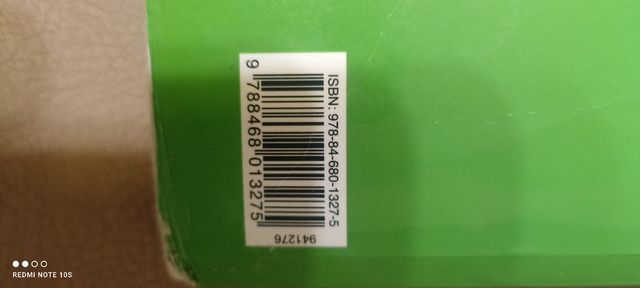 ISBN: 978-84-680-1327-5
9 788468 013275
941276
REDMI NOTE 10S